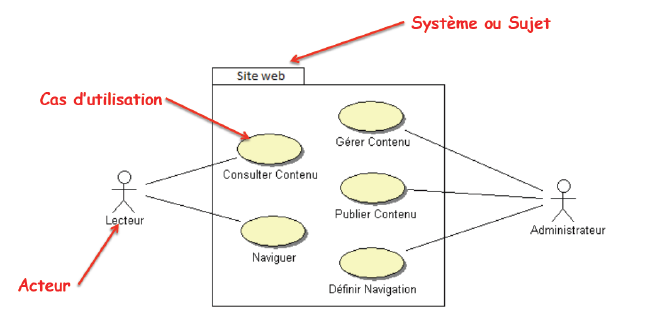 Système ou Sujet
Site web
Cas d'utilisation
Gérer Contenu
Consulter Contenu
Publier Contenu
Lecteur
Administrateur
Naviguer
Acteur
Définir Navigation